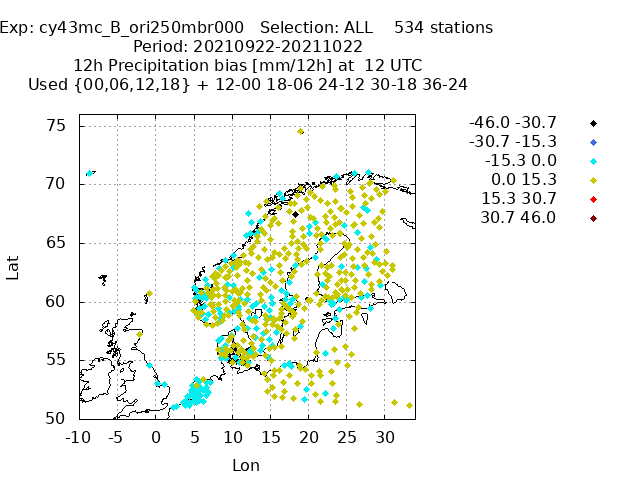 Exp: cy43mc_B_ori250mbr000   Selection: ALL    534 stations
Period: 20210922-20211022
12h Precipitation bias [mm/12h] at  12 UTC
Used {00,06,12,18} + 12-00 18-06 24-12 30-18 36-24
-46.0 -30.7
-30.7 -15.3
-15.3 0.0
0.0 15.3
15.3 30.7
30.7 46.0
75
70
65
60
55
50
Lat
-10 -5 0 5 10 15 20 25 30
Lon